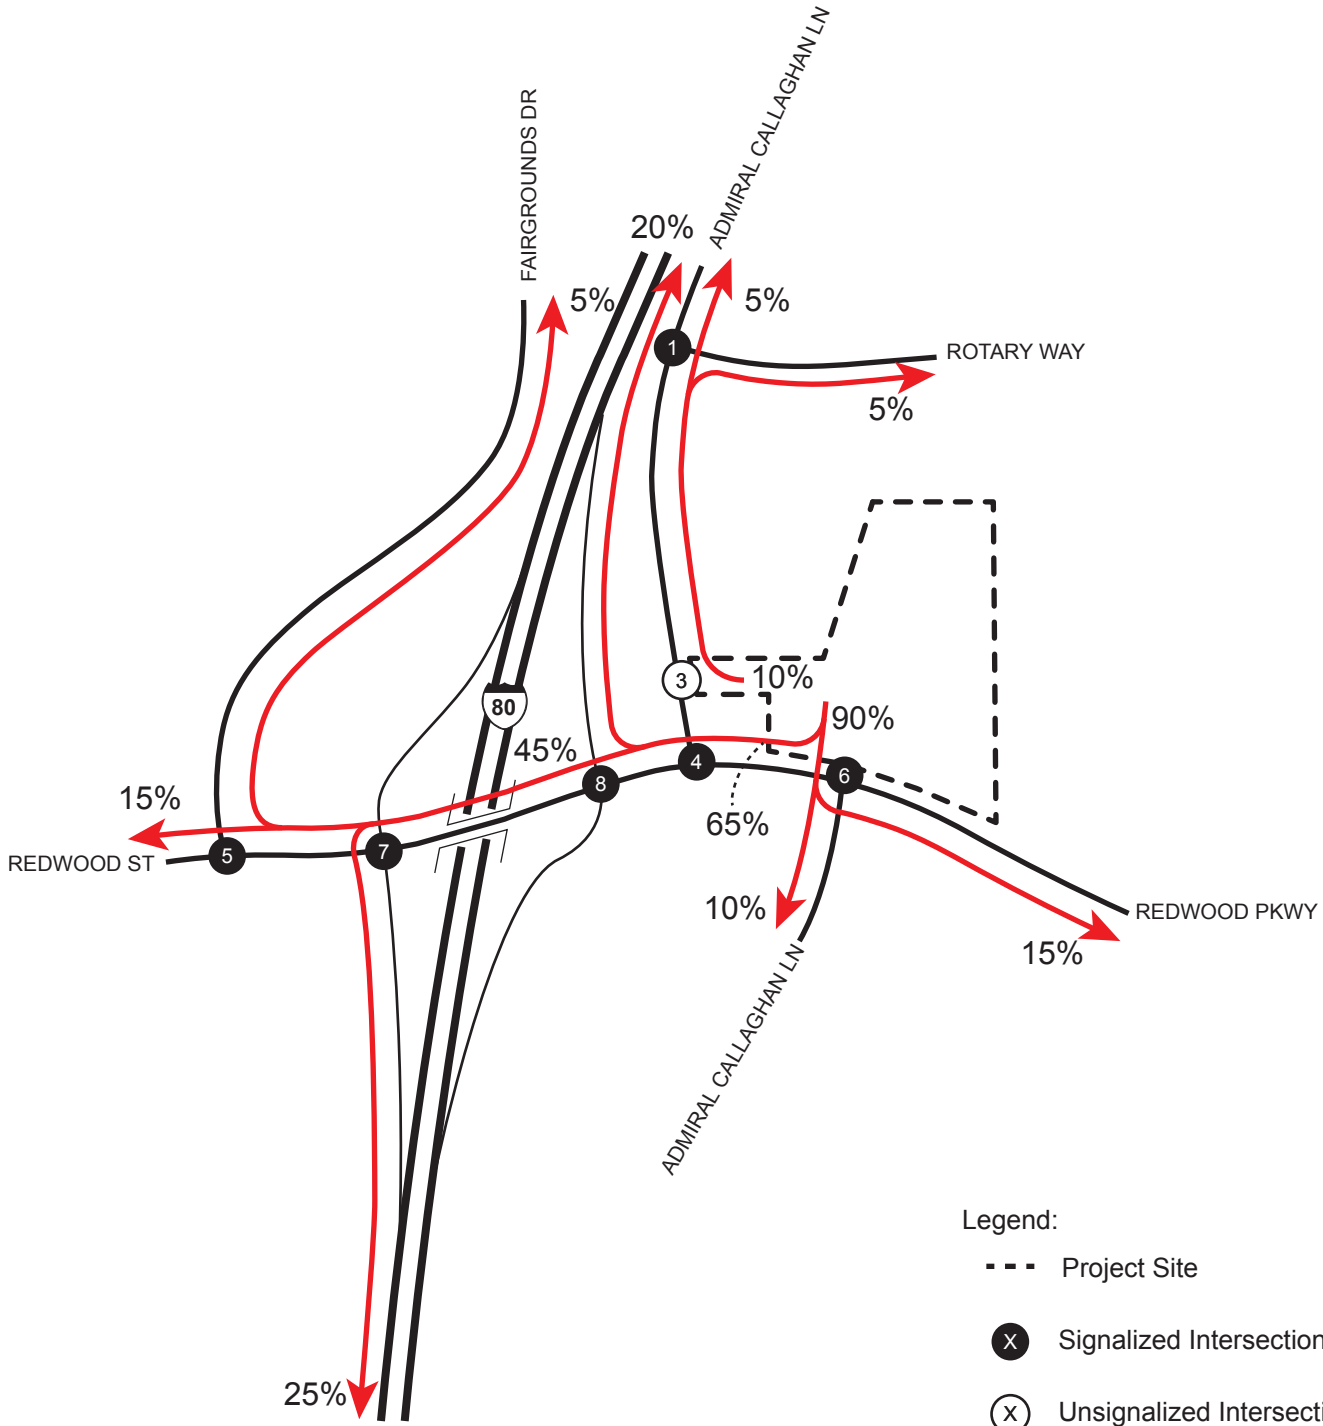 ADMIRAL CALLAGHAN LN
FAIRGROUNDS DR
20%
5%
5%
1
ROTARY WAY
5%
3
10%
80
90%
45%
4
6
8
15%
65%
REDWOOD ST
5
7
10%
REDWOOD PKWY
15%
ADMIRAL CALLAGHAN LN
Legend:
Project Site
X Signalized Intersection
25%
X Unsignalized Intersecti